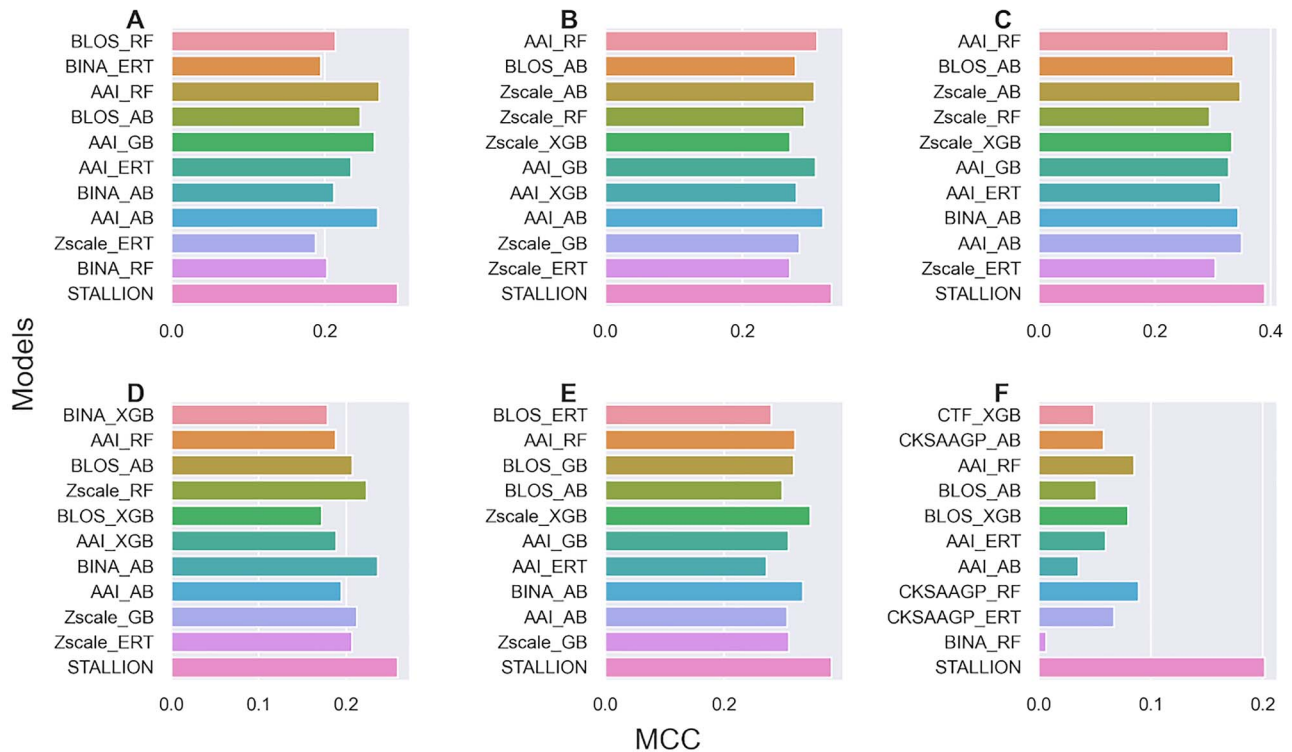 A
BLOS_RF
BINA_ERT
AAI_RF
BLOS_AB
AAI_GB
AAI_ERT
BINA_AB
AAI_AB
Zscale_ERT
BINA_RF
STALLION
0.0 0.2
B
AAI_RF
BLOS_AB
Zscale_AB
Zscale_RF
Zscale_XGB
AAI_GB
AAI_XGB
AAI_AB
Zscale_GB
Zscale_ERT
STALLION
0.0 0.2
C
AAI_RF
BLOS_AB
Zscale_AB
Zscale_RF
Zscale_XGB
AAI_GB
AAI_ERT
BINA_AB
AAI_AB
Zscale_ERT
STALLION
0.0 0.2 0.4
Models
D
BINA_XGB
AAI_RF
BLOS_AB
Zscale_RF
BLOS_XGB
AAI_XGB
BINA_AB
AAI_AB
Zscale_GB
Zscale_ERT
STALLION
0.0 0.1 0.2
E
BLOS_ERT
AAI_RF
BLOS_GB
BLOS_AB
Zscale_XGB
AAI_GB
AAI_ERT
BINA_AB
AAI_AB
Zscale_GB
STALLION
0.0 0.2
F
CTF_XGB
CKSAAGP_AB
AAI_RF
BLOS_AB
BLOS_XGB
AAI_ERT
AAI_AB
CKSAAGP_RF
CKSAAGP_ERT
BINA_RF
STALLION
0.0 0.1 0.2
MCC